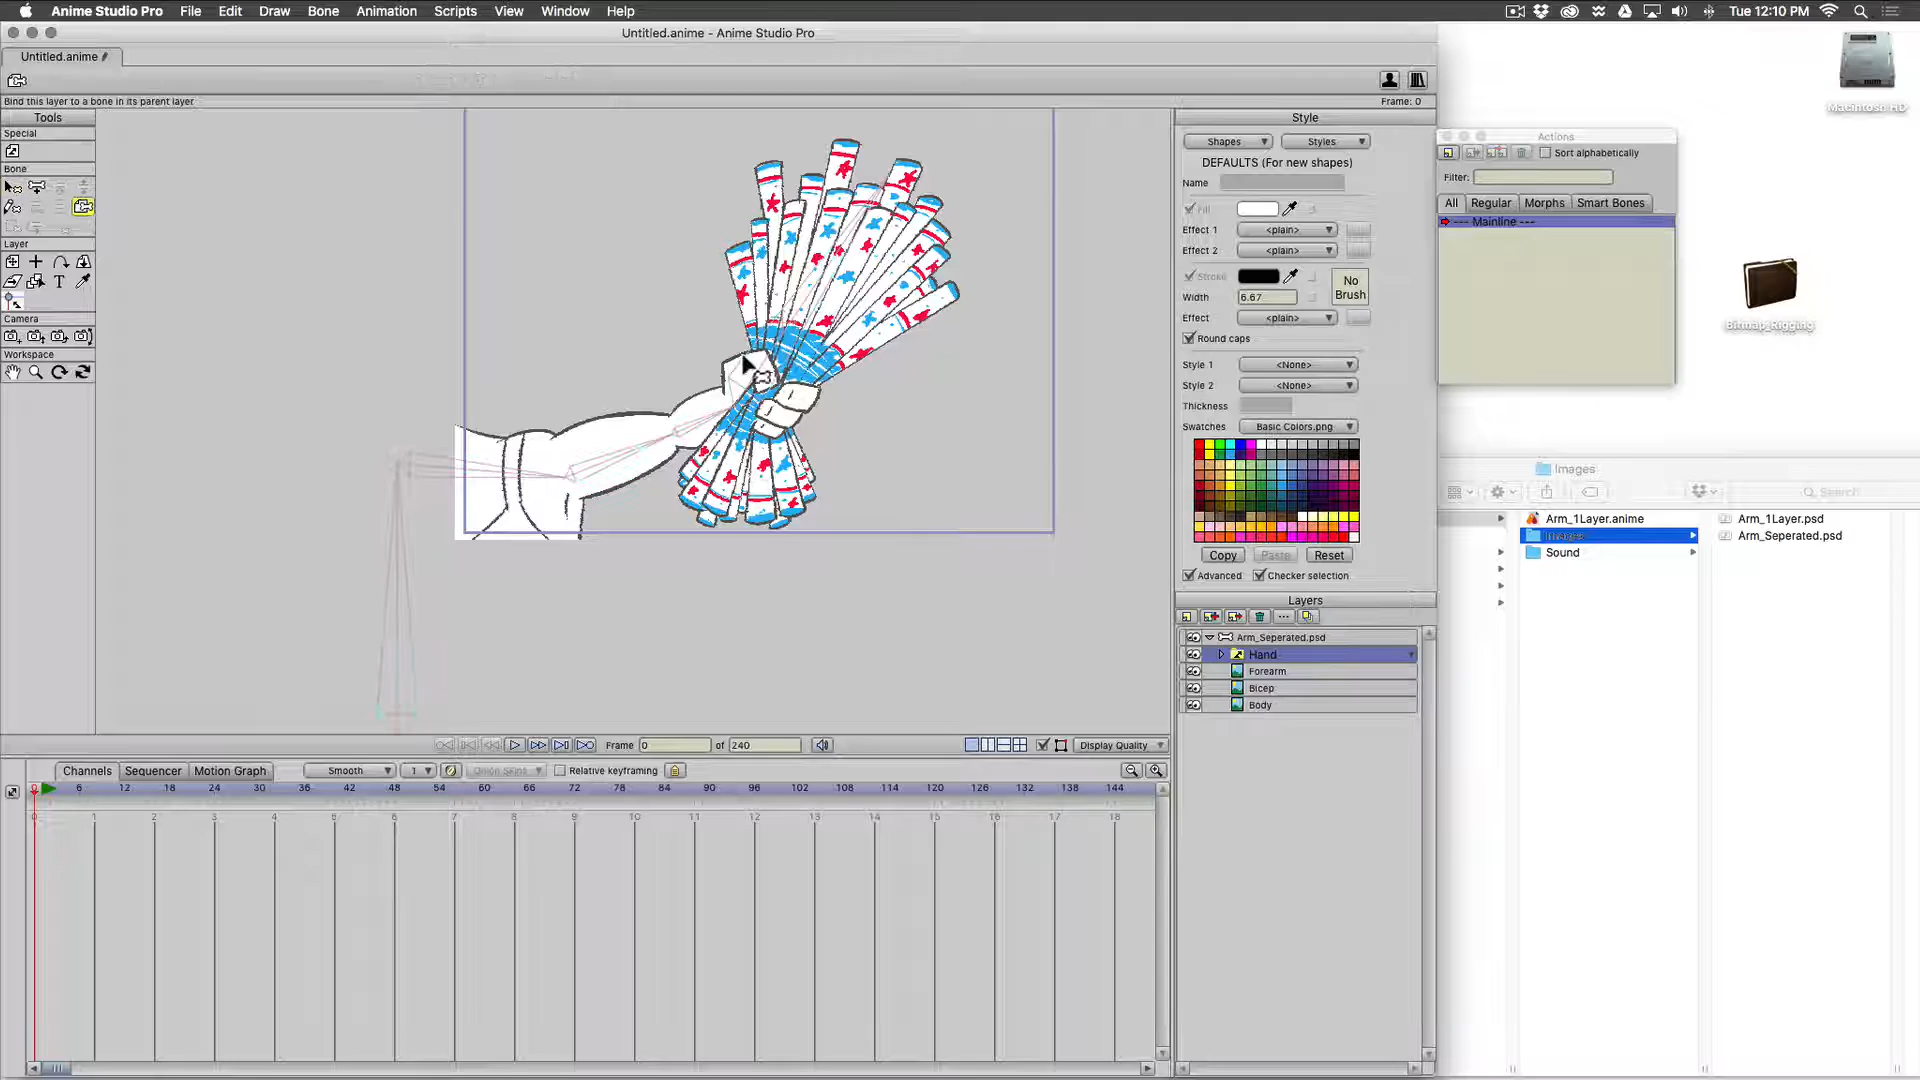 Anime Studio Pro File Edit Draw Bone Animation Scripts View Window Help Tue 12:10 PM
Untitled.anime - Anime Studio Pro
Untitled.anime
Bind this layer to a bone in its parent layer
Frame: 0
Tools
Special
Bone
Layer
Camera
Workspace
Style
Shapes Styles
DEFAULTS (For new shapes)
Name
Fill
Effect 1 <plain>
Effect 2 <plain>
Stroke
No
Brush
Width 6.67
Effect <plain>
Round caps
Style 1 <None>
Style 2 <None>
Thickness
Swatches Basic Colors.png
Copy Paste Reset
Advanced Checker selection
Layers
Arm_Seperated.psd
Hand
Forearm
Bicep
Body
Frame 0 of 240 Display Quality
Channels Sequencer Motion Graph Smooth 1 Onion Skins Relative keyframing
6 12 18 24 30 36 42 48 54 60 66 72 78 84 90 96 102 108 114 120 126 132 138 144
0 1 2 3 4 5 6 7 8 9 10 11 12 13 14 15 16 17 18
Actions
Sort alphabetically
Filter:
All Regular Morphs Smart Bones
--- Mainline ---
Macintosh HD
Bitmap_Rigging
Images
Search
Arm_1Layer.anime
Images
Sound
Arm_1Layer.psd
Arm_Seperated.psd